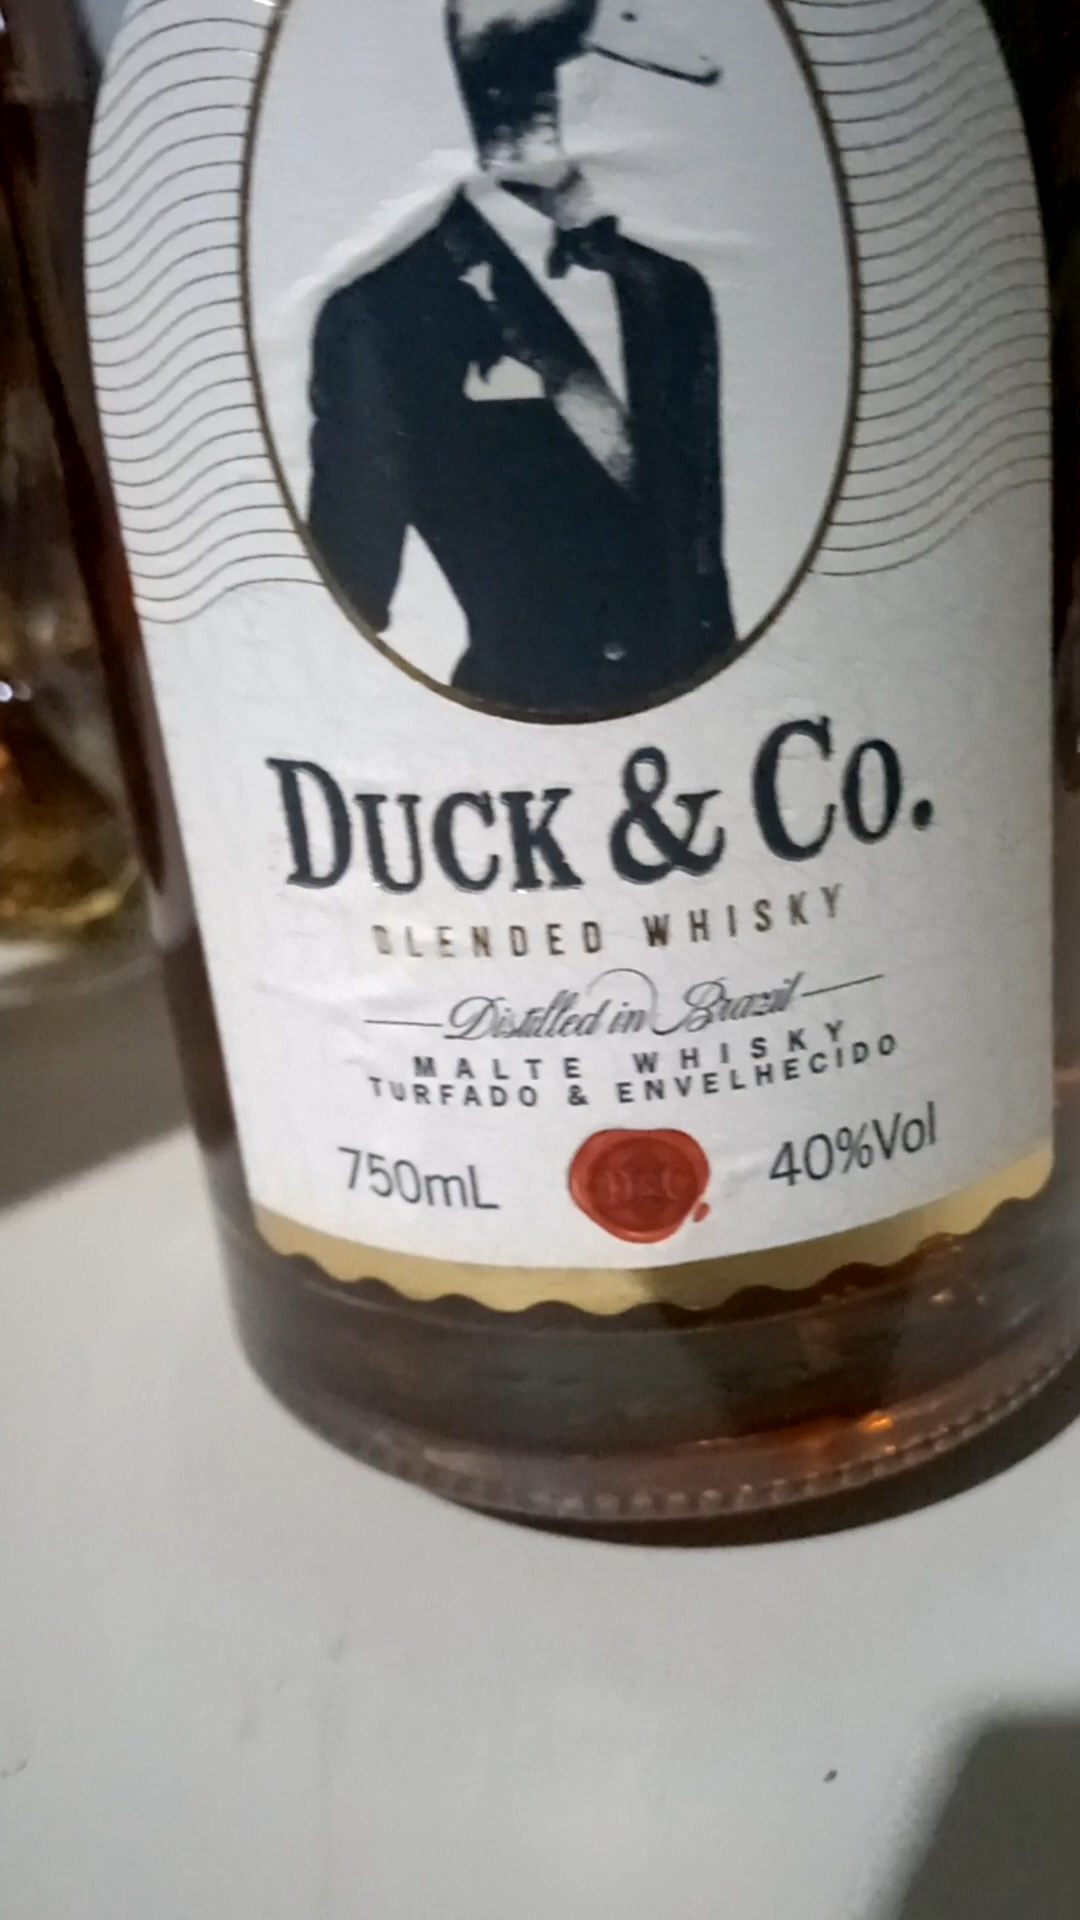 DUCK & CO.
BLENDED WHISKY
Distilled in Brazil
MALTE WHISKY
TURFADO & ENVELHECIDO
750mL
40%Vol